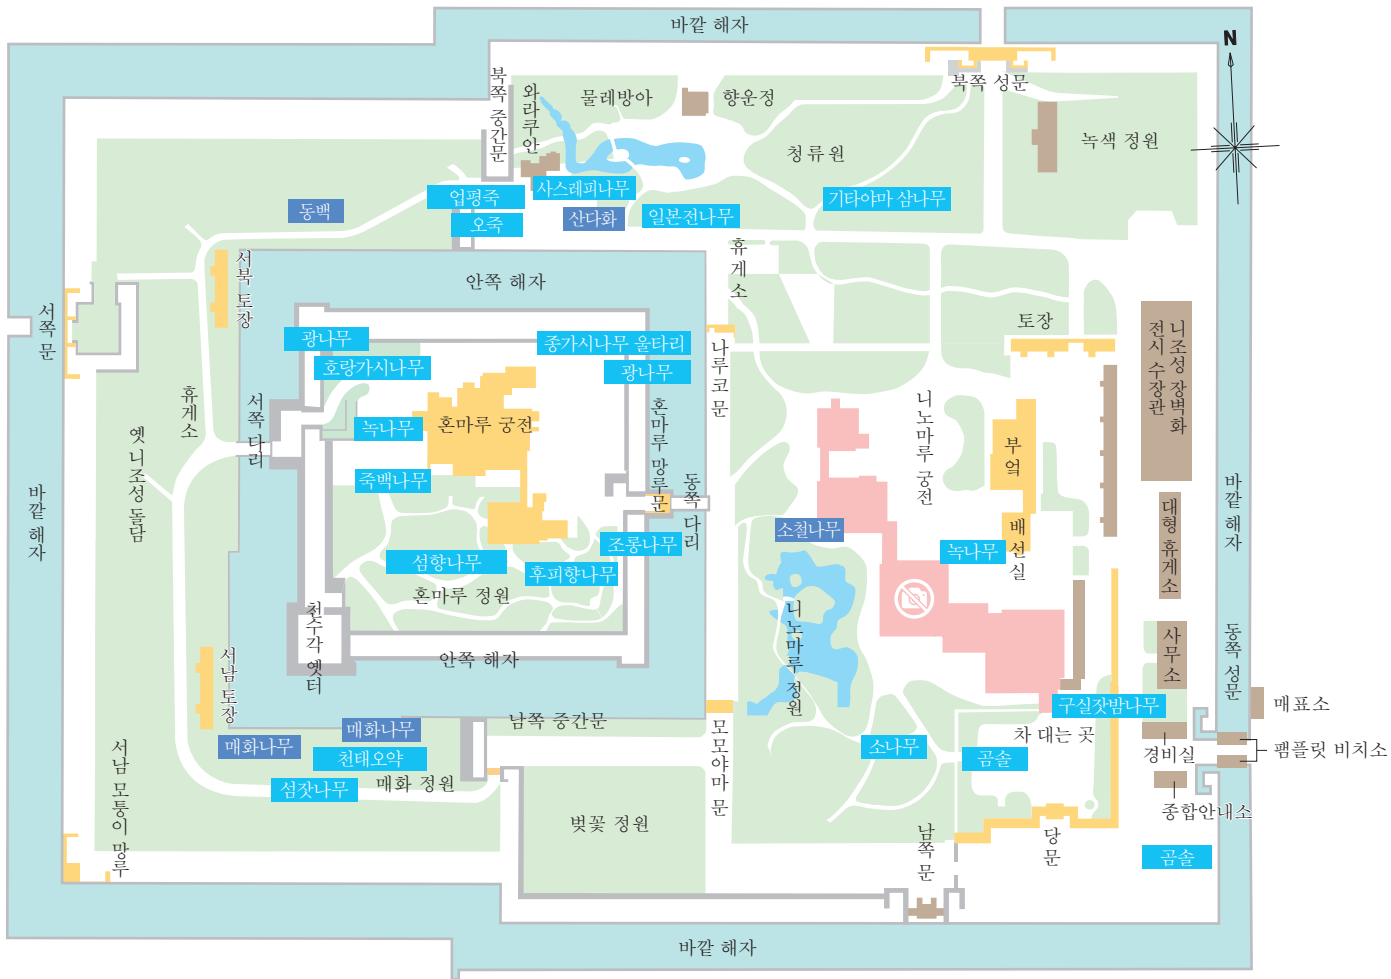 바깥 해자
N
북쪽 성문
북쪽 중간문
와라쿠안
물레방아
향운정
청류원
녹색 정원
사스레피나무
업평죽
오죽
동백
산다화
일본전나무
기타야마 삼나무
휴게소
서북 토장
안쪽 해자
서쪽 문
토장
니조성 장벽화
전시 수장관
광나무
종가시나무 울타리
호랑가시나무
광나무
나루코 문
휴게소
서쪽 다리
녹나무
혼마루 궁전
혼마루 망루문
니노마루 궁전
부엌
옛 니조성 돌담
죽백나무
동쪽 다리
바깥 해자
바깥 해자
대형 휴게소
소철나무
배선실
녹나무
조롱나무
섬향나무
후피향나무
혼마루 정원
천수각 옛터
니노마루 정원
사무소
동쪽 성문
안쪽 해자
서남 토장
매표소
구실잣밤나무
남쪽 중간문
매화나무
매화나무
천태오약
섬잣나무
매화 정원
모모야마 문
소나무
곰솔
차 대는 곳
경비실
팸플릿 비치소
종합안내소
서남 모퉁이 망루
벚꽃 정원
남쪽 문
당문
곰솔
바깥 해자